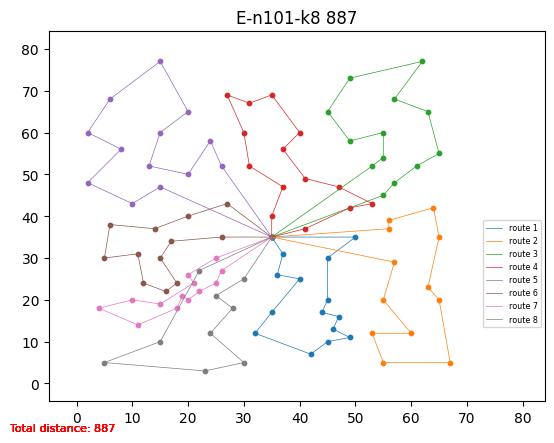 E-n101-k8 887
80
70
60
50
40
30
20
10
0
route 1
route 2
route 3
route 4
route 5
route 6
route 7
route 8
0 10 20 30 40 50 60 70 80
Total distance: 887